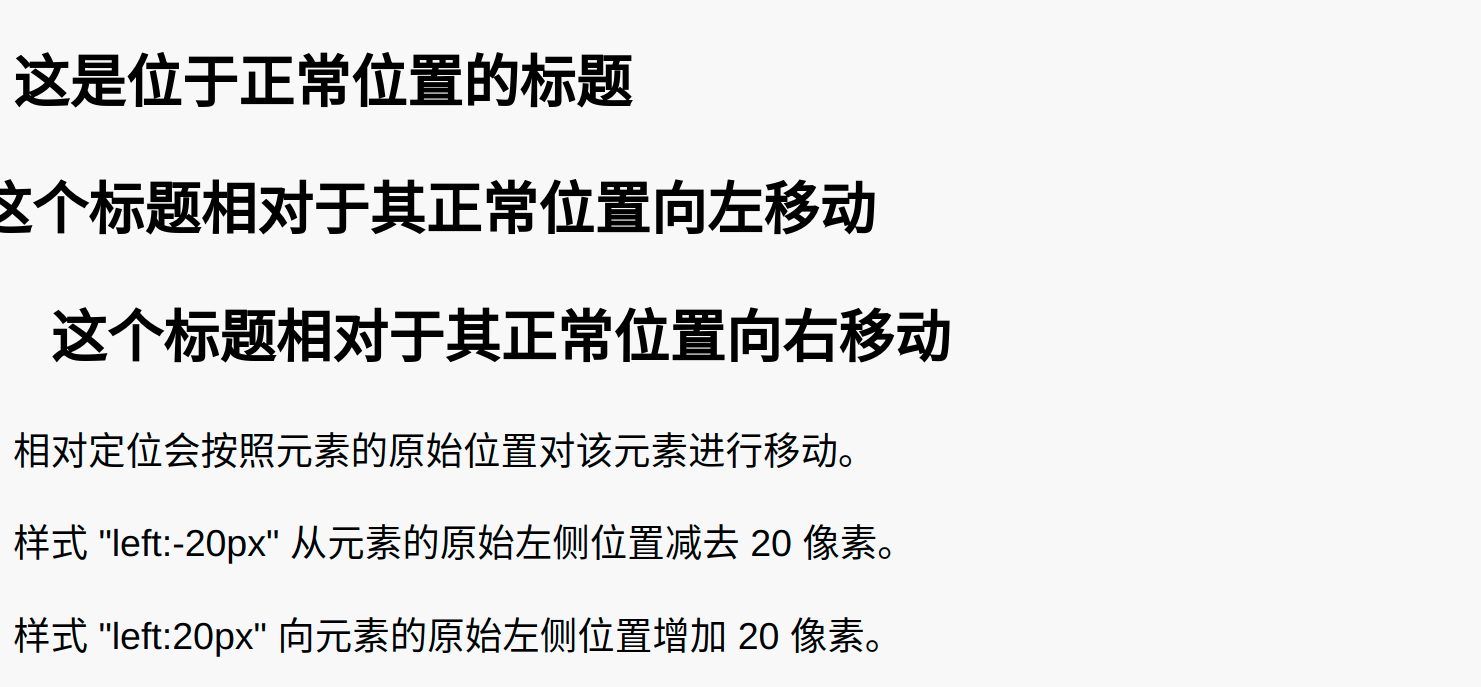 这是位于正常位置的标题
这个标题相对于其正常位置向左移动
这个标题相对于其正常位置向右移动
相对定位会按照元素的原始位置对该元素进行移动。
样式 "left:-20px" 从元素的原始左侧位置减去 20 像素。
样式 "left:20px" 向元素的原始左侧位置增加 20 像素。